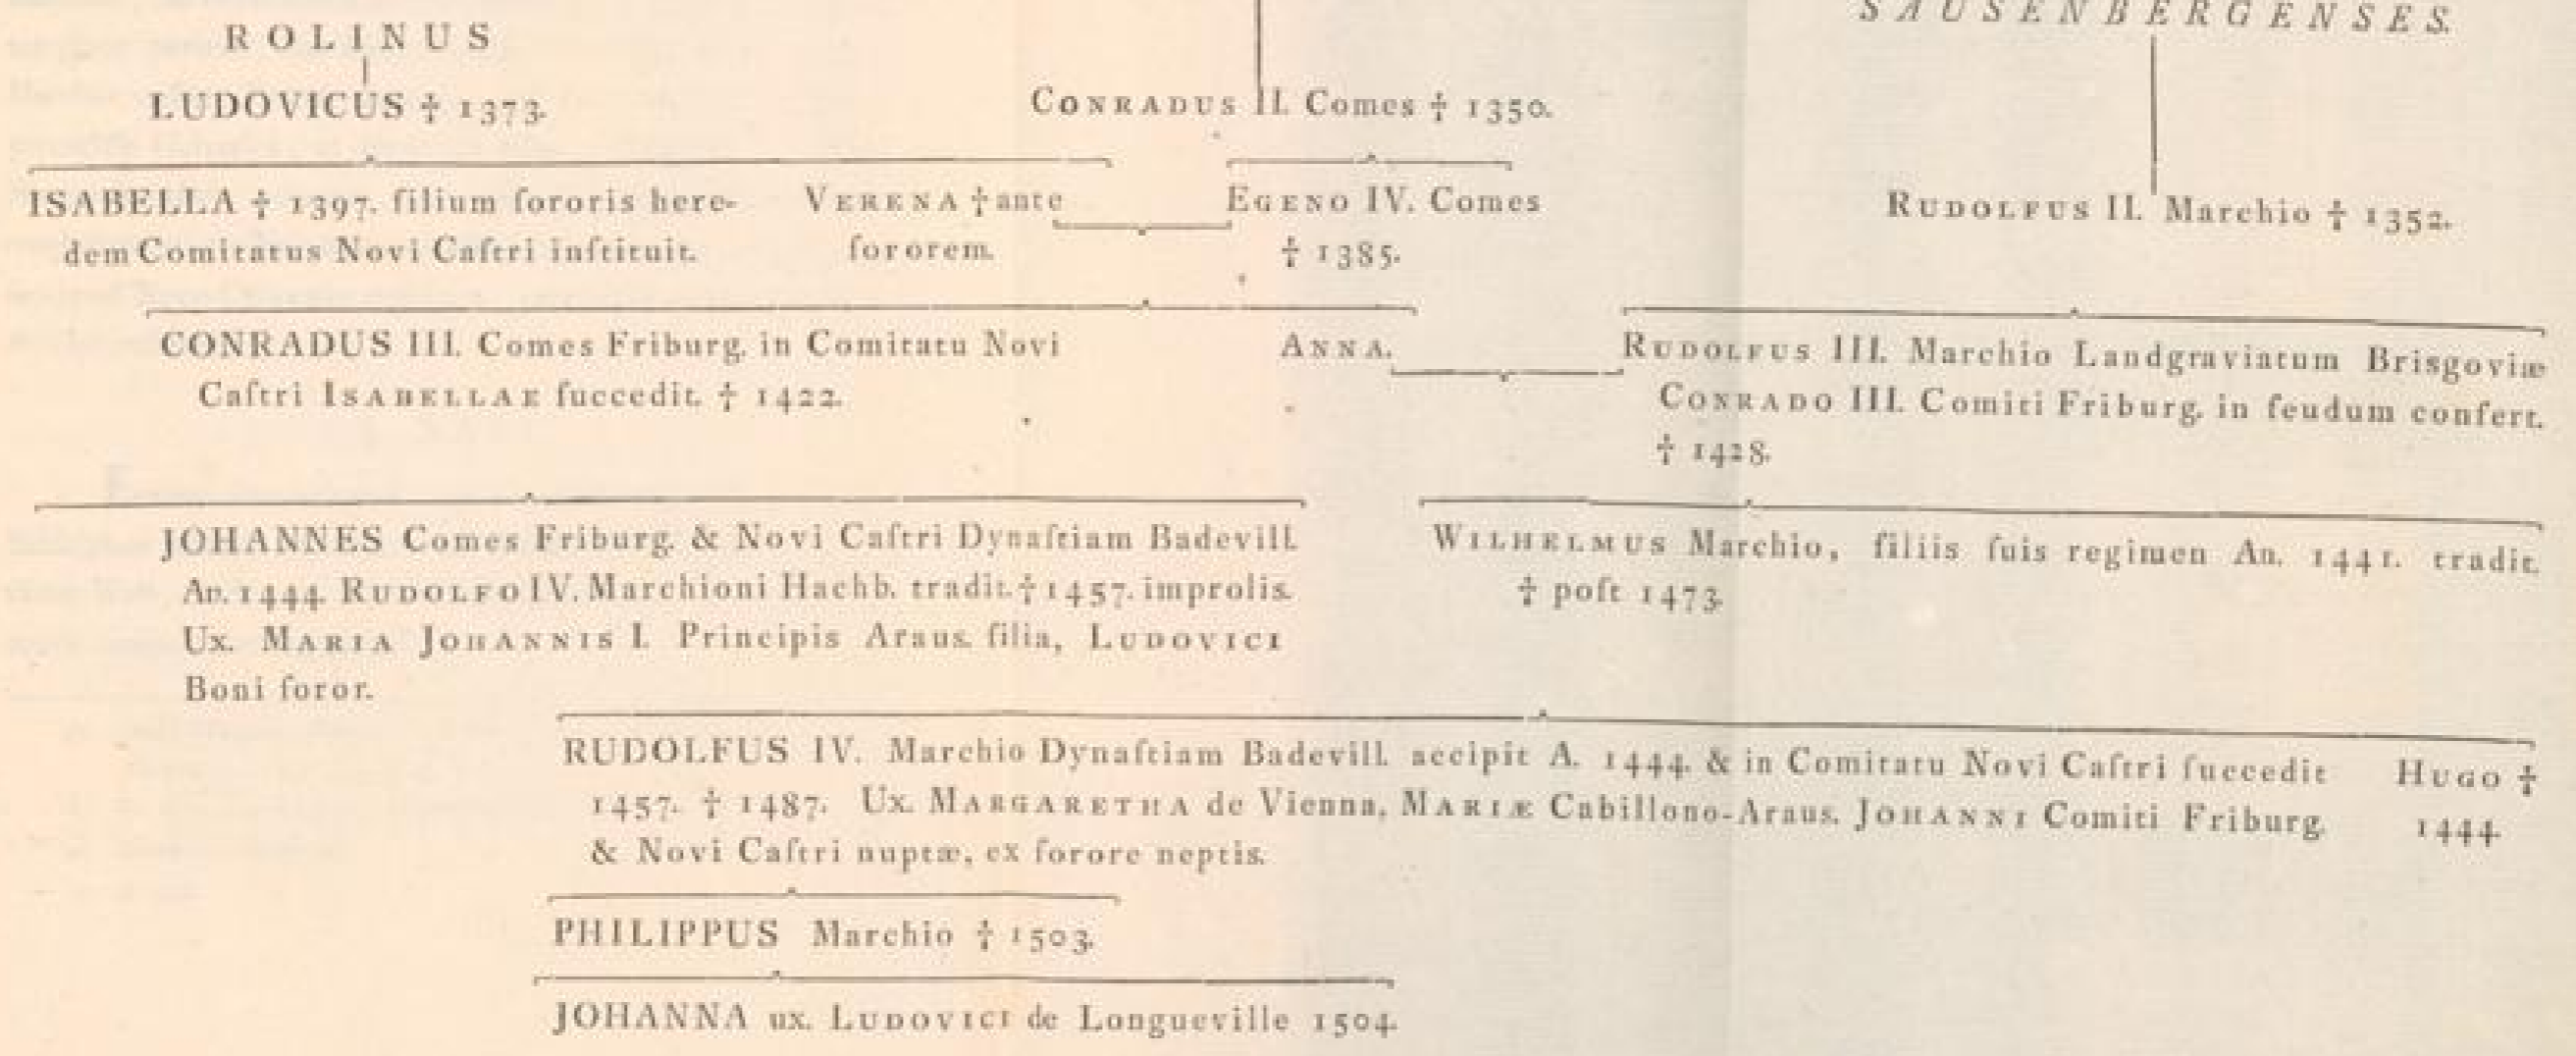 ROLINUS
SAUSENBERGENSES.
LUDOVICUS † 1373.
CONRADUS II. Comes † 1350.
ISABELLA † 1397. filium ſororis here-
dem Comitatus Novi Caſtri inſtituit.
VERENA † ante
ſororem.
EGENO IV. Comes
† 1385.
RUDOLFUS II. Marchio † 1352.
CONRADUS III. Comes Friburg. in Comitatu Novi
Caſtri ISABELLAE ſuccedit. † 1422.
ANNA.
RUDOLFUS III. Marchio Landgraviatum Brisgoviæ
CONRADO III. Comiti Friburg. in feudum confert.
† 1428.
JOHANNES Comes Friburg. & Novi Caſtri Dynaſtiam Badevill.
An. 1444. RUDOLFO IV. Marchioni Hachb. tradit. † 1457. improlis.
Ux. MARIA JOHANNIS I. Principis Araus. filia, LUDOVICI
Boni ſoror.
WILHELMUS Marchio, filiis ſuis regimen An. 1441. tradit.
† poſt 1473.
RUDOLFUS IV. Marchio Dynaſtiam Badevill. accipit A. 1444. & in Comitatu Novi Caſtri ſuccedit
1457. † 1487. Ux. MARGARETHA de Vienna, MARIÆ Cabillono-Araus. JOHANNI Comiti Friburg.
& Novi Caſtri nuptæ, ex ſorore neptis.
HUGO †
1444.
PHILIPPUS Marchio † 1503.
JOHANNA ux. LUDOVICI de Longueville 1504.